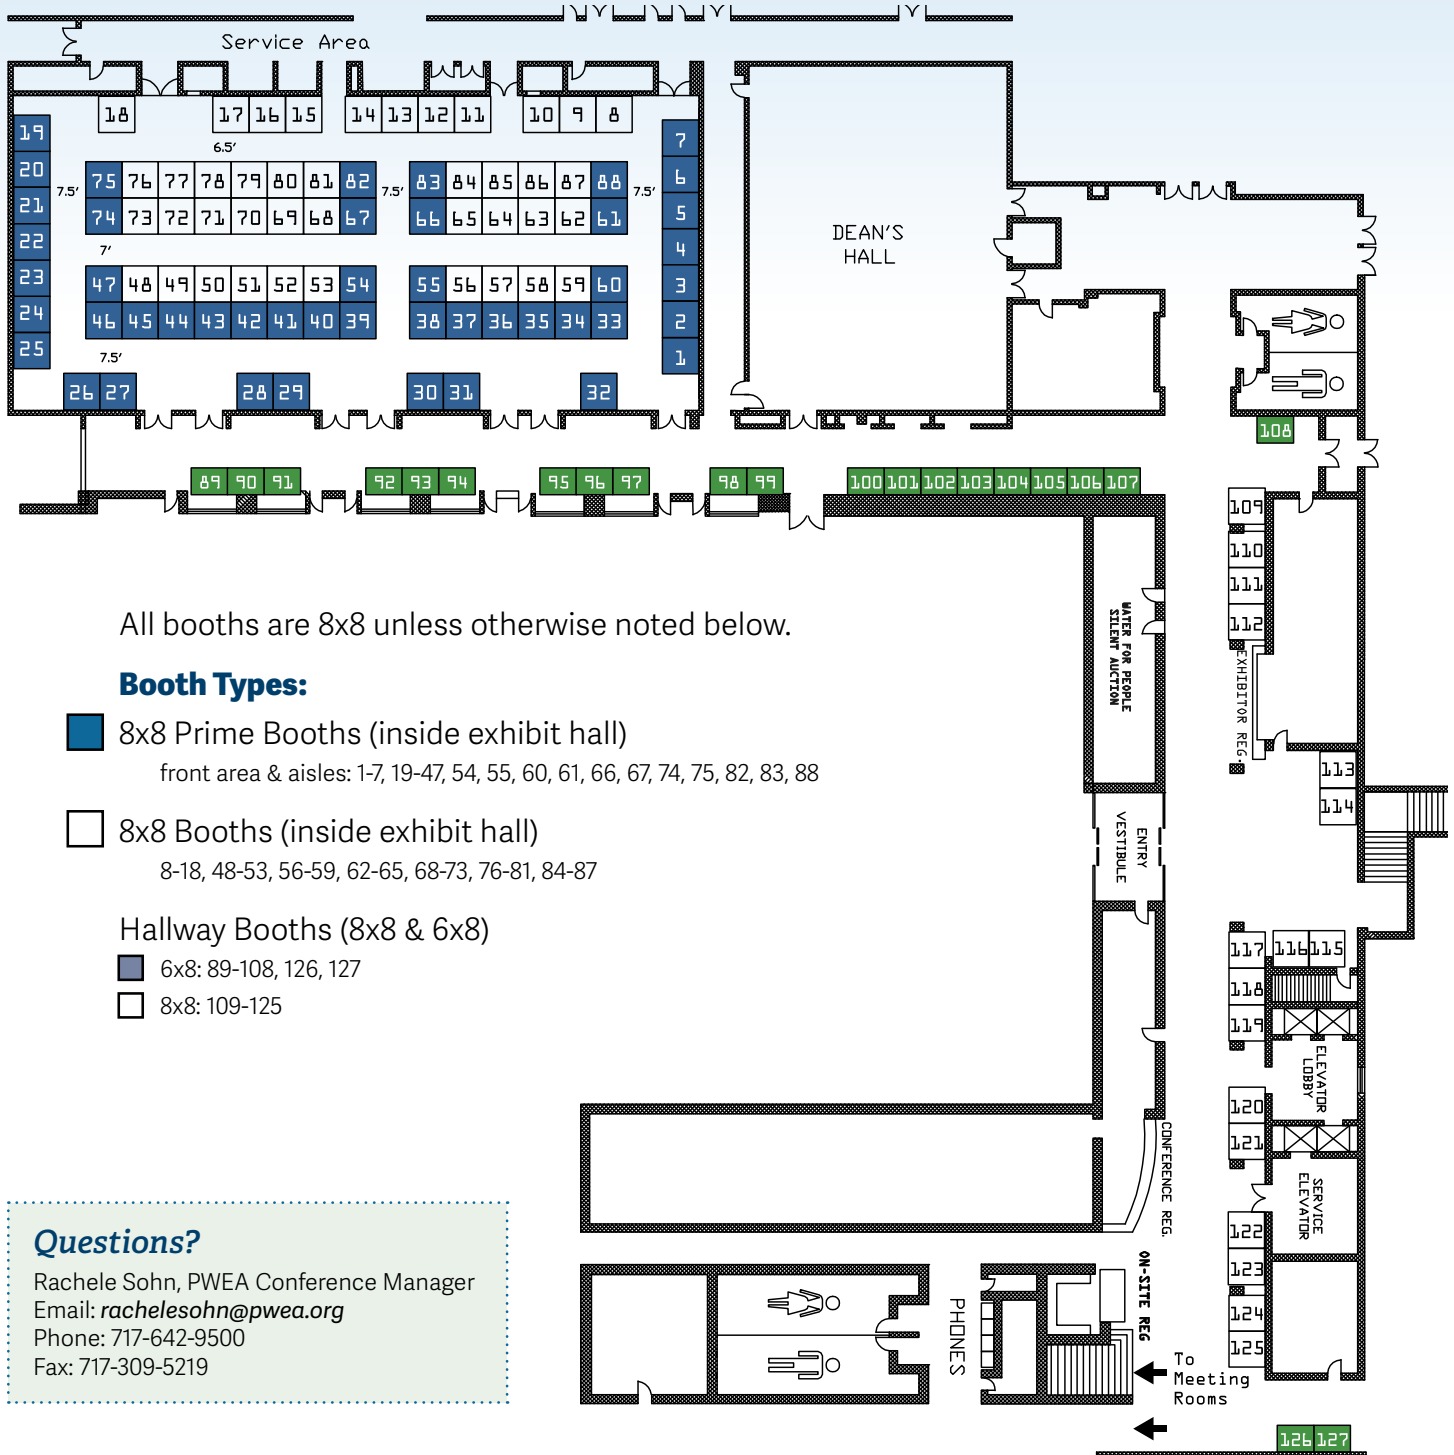 Service Area
18 17 16 15 14 13 12 11 10 9 8
19
20
21
22
23
24
25
6.5'
7
6
5
4
3
2
1
7.5' 75 76 77 78 79 80 81 82 7.5' 83 84 85 86 87 88 7.5'
74 73 72 71 70 69 68 67 66 65 64 63 62 61
7'
47 48 49 50 51 52 53 54 55 56 57 58 59 60
46 45 44 43 42 41 40 39 38 37 36 35 34 33
7.5'
26 27 28 29 30 31 32
DEAN'S
HALL
108
89 90 91 92 93 94 95 96 97 98 99 100 101 102 103 104 105 106 107
109
110
111
112
EXHIBITOR REG.
WATER FOR PEOPLE
SILENT AUCTION
113
114
ENTRY
VESTIBULE
117 116 115
118
119
ELEVATOR
LOBBY
120
121
CONFERENCE REG.
SERVICE
ELEVATOR
122
123
124
125
ON-SITE REG
PHONES
To
Meeting
Rooms
126 127
All booths are 8x8 unless otherwise noted below.
Booth Types:
8x8 Prime Booths (inside exhibit hall)
front area & aisles: 1-7, 19-47, 54, 55, 60, 61, 66, 67, 74, 75, 82, 83, 88
8x8 Booths (inside exhibit hall)
8-18, 48-53, 56-59, 62-65, 68-73, 76-81, 84-87
Hallway Booths (8x8 & 6x8)
6x8: 89-108, 126, 127
8x8: 109-125
Questions?
Rachele Sohn, PWEA Conference Manager
Email: rachelesohn@pwea.org
Phone: 717-642-9500
Fax: 717-309-5219